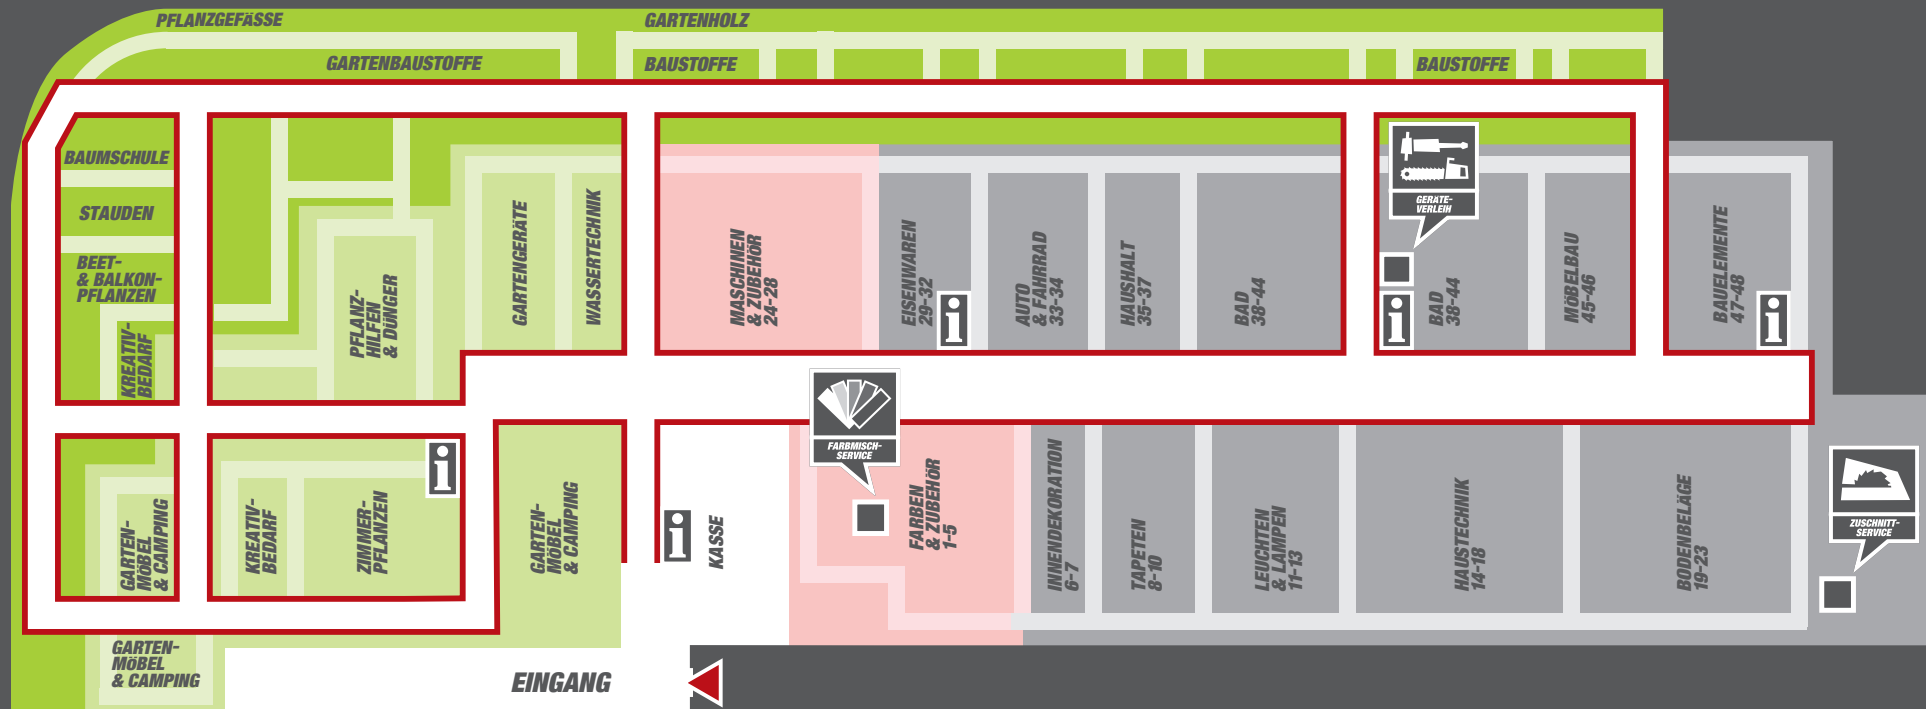 PFLANZGEFÄSSE
GARTENHOLZ
GARTENBAUSTOFFE
BAUSTOFFE
BAUSTOFFE
BAUMSCHULE
STAUDEN
BEET-
& BALKON-
PFLANZEN
KREATIV-
BEDARF
PFLANZ-
HILFEN
& DÜNGER
GARTENGERÄTE
WASSERTECHNIK
MASCHINEN
& ZUBEHÖR
24-28
EISENWAREN
29-32
i
AUTO
& FAHRRAD
33-34
HAUSHALT
35-37
BAD
38-44
GERÄTE-
VERLEIH
i
BAD
38-44
MÖBELBAU
45-46
BAUELEMENTE
47-48
i
GARTEN-
MÖBEL
& CAMPING
KREATIV-
BEDARF
ZIMMER-
PFLANZEN
i
GARTEN-
MÖBEL
& CAMPING
i
KASSE
FARBMISCH-
SERVICE
FARBEN
& ZUBEHÖR
1-5
INNENDEKORATION
6-7
TAPETEN
8-10
LEUCHTEN
& LAMPEN
11-13
HAUSTECHNIK
14-18
BODENBELÄGE
19-23
ZUSCHNITT-
SERVICE
GARTEN-
MÖBEL
& CAMPING
EINGANG